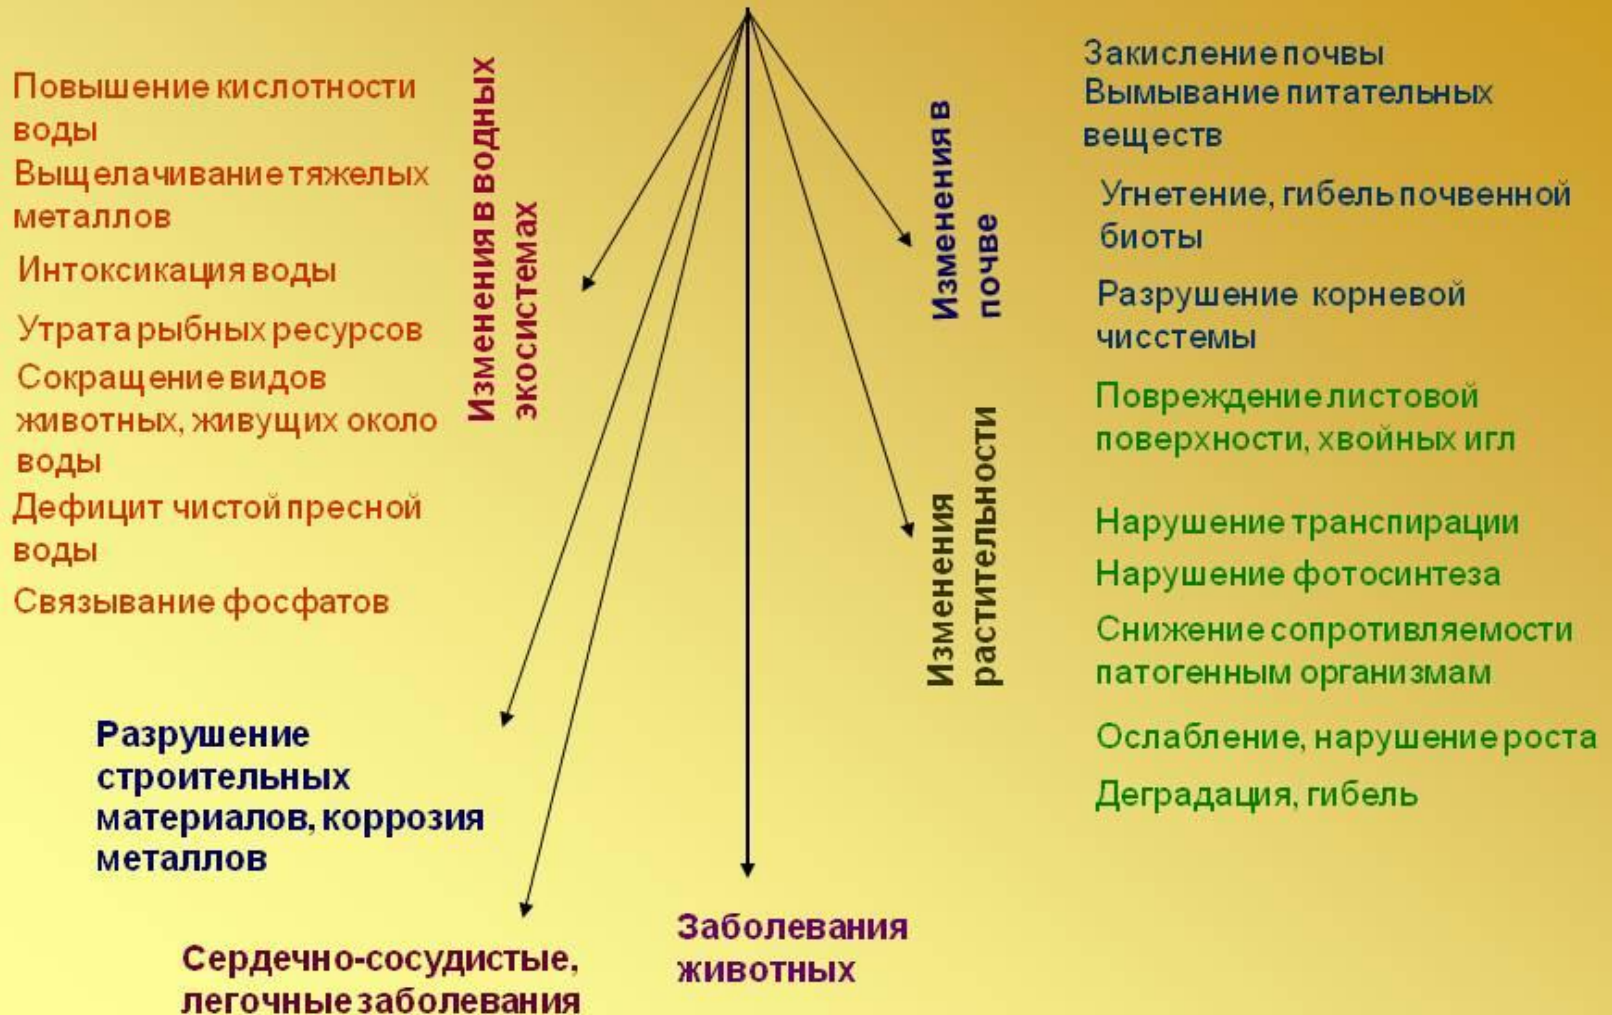 Повышение кислотности
воды
Выщелачивание тяжелых
металлов
Интоксикация воды
Утрата рыбных ресурсов
Сокращение видов
животных, живущих около
воды
Дефицит чистой пресной
воды
Связывание фосфатов
Изменения в водных
экосистемах
Разрушение
строительных
материалов, коррозия
металлов
Сердечно-сосудистые,
легочные заболевания
Заболевания
животных
Изменения в
почве
Закисление почвы
Вымывание питательных
веществ
Угнетение, гибель почвенной
биоты
Разрушение корневой
чисстемы
Изменения
растительности
Повреждение листовой
поверхности, хвойных игл
Нарушение транспирации
Нарушение фотосинтеза
Снижение сопротивляемости
патогенным организмам
Ослабление, нарушение роста
Деградация, гибель